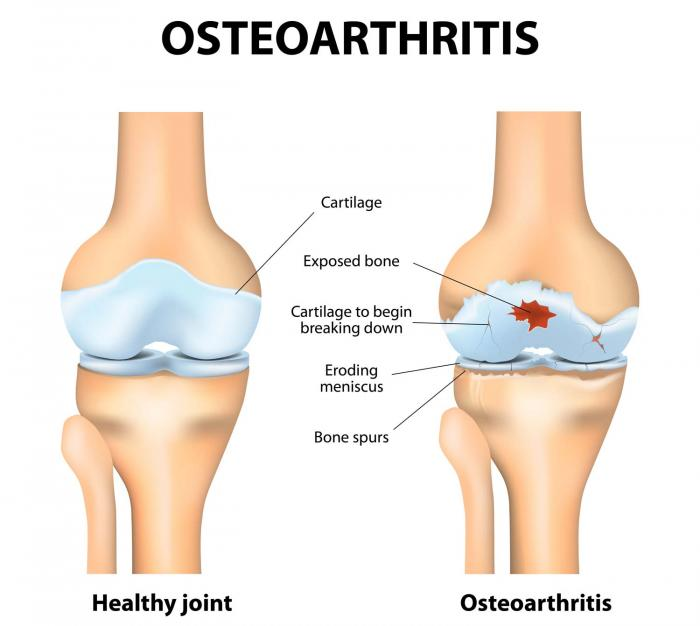 OSTEOARTHRITIS
Cartilage
Exposed bone
Cartilage to begin
breaking down
Eroding
meniscus
Bone spurs
Healthy joint
Osteoarthritis